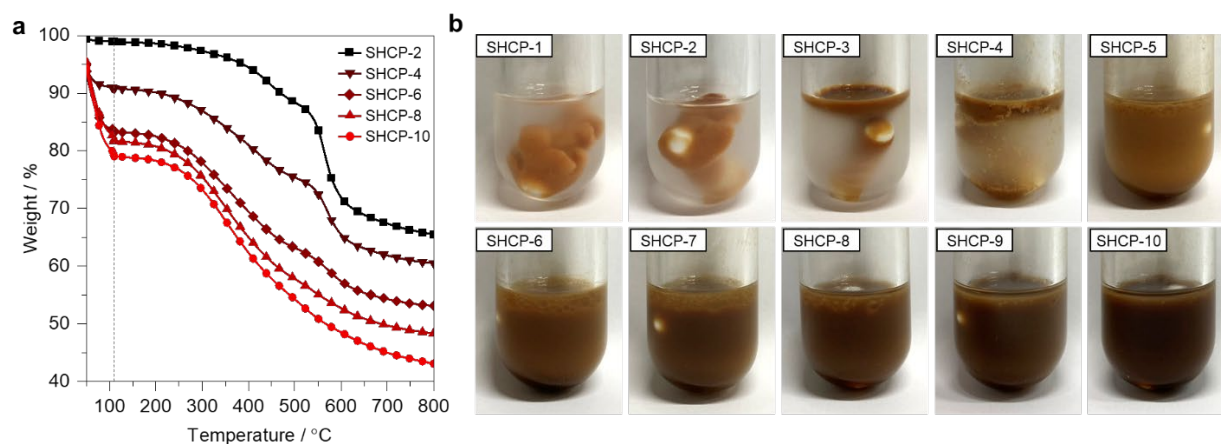 a
100
90
80
70
60
50
40
Weight / %
100 200 300 400 500 600 700 800
Temperature / °C
SHCP-2
SHCP-4
SHCP-6
SHCP-8
SHCP-10
b
SHCP-1
SHCP-2
SHCP-3
SHCP-4
SHCP-5
SHCP-6
SHCP-7
SHCP-8
SHCP-9
SHCP-10